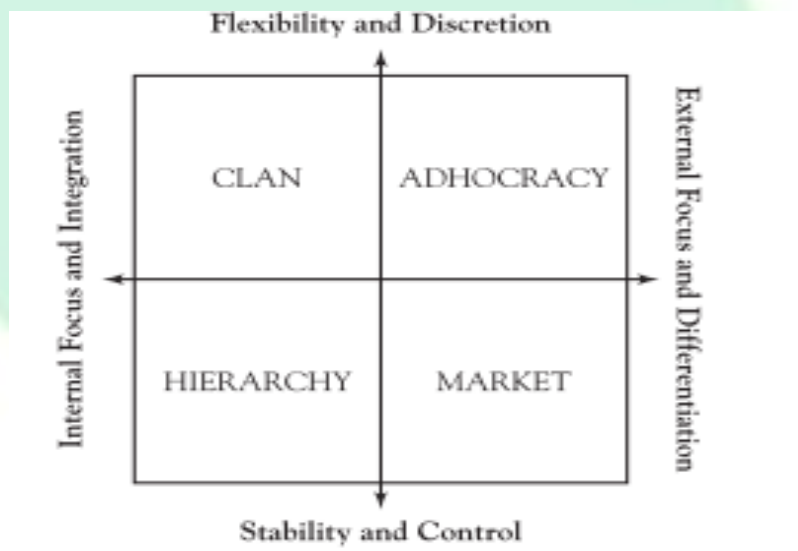 Flexibility and Discretion
Internal Focus and Integration
CLAN
ADHOCRACY
External Focus and Differentiation
HIERARCHY
MARKET
Stability and Control